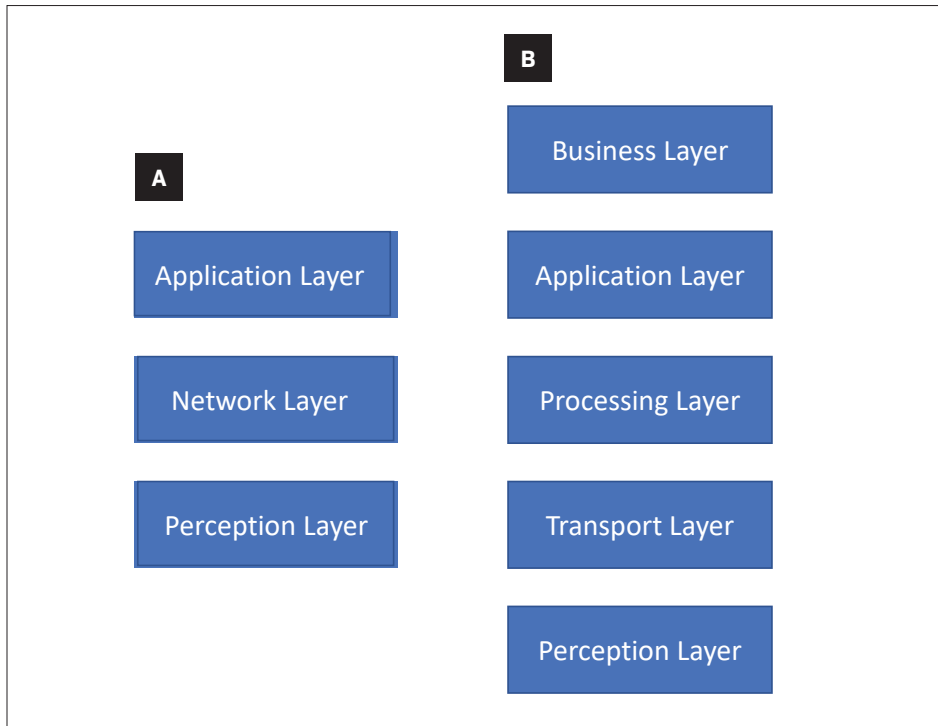 A
Application Layer
Network Layer
Perception Layer
B
Business Layer
Application Layer
Processing Layer
Transport Layer
Perception Layer